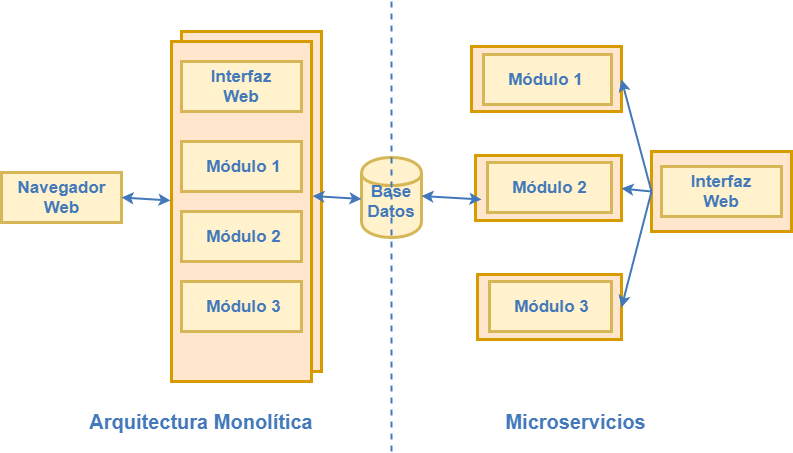 Navegador
Web
Interfaz
Web
Módulo 1
Módulo 2
Módulo 3
Base
Datos
Módulo 1
Módulo 2
Módulo 3
Interfaz
Web
Arquitectura Monolítica
Microservicios